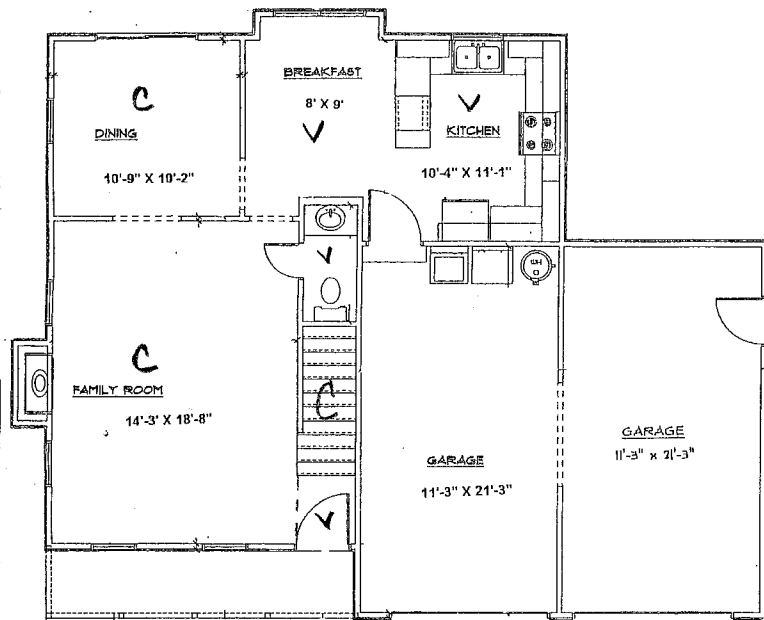 BREAKFAST
8' X 9'
V
C
DINING
10'-9" X 10'-2"
V
KITCHEN
10'-4" X 11'-1"
V
WH
C
FAMILY ROOM
14'-3' X 18'-8"
C
GARAGE
11'-3" X 21'-3"
GARAGE
11'-3" x 21'-3"
V